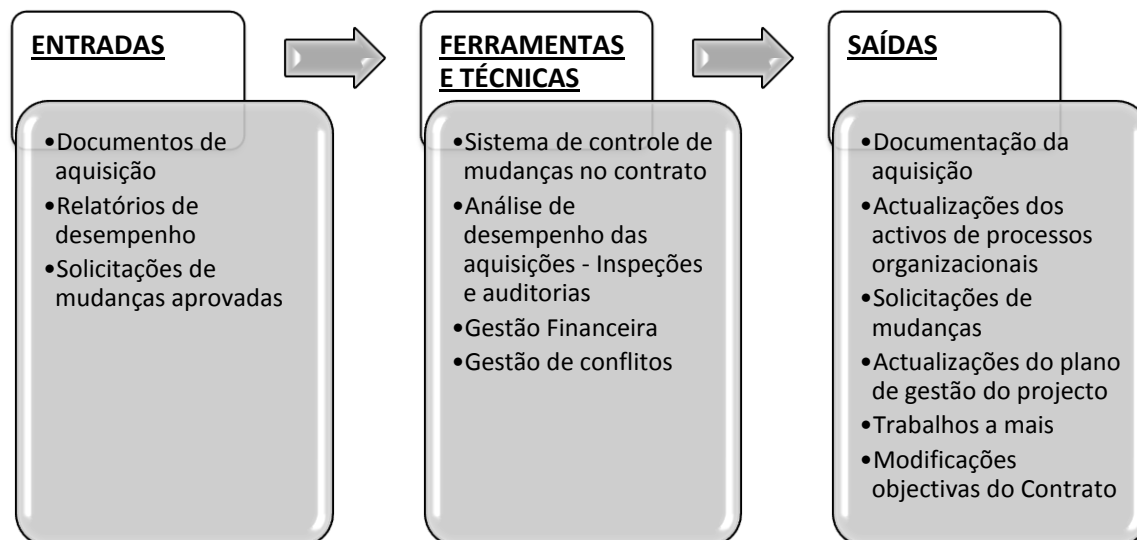 ENTRADAS
•Documentos de
aquisição
•Relatórios de
desempenho
•Solicitações de
mudanças aprovadas
FERRAMENTAS
E TÉCNICAS
•Sistema de controle de
mudanças no contrato
•Análise de
desempenho das
aquisições - Inspeções
e auditorias
•Gestão Financeira
•Gestão de conflitos
SAÍDAS
•Documentação da
aquisição
•Actualizações dos
activos de processos
organizacionais
•Solicitações de
mudanças
•Actualizações do plano
de gestão do projecto
•Trabalhos a mais
•Modificações
objectivas do Contrato